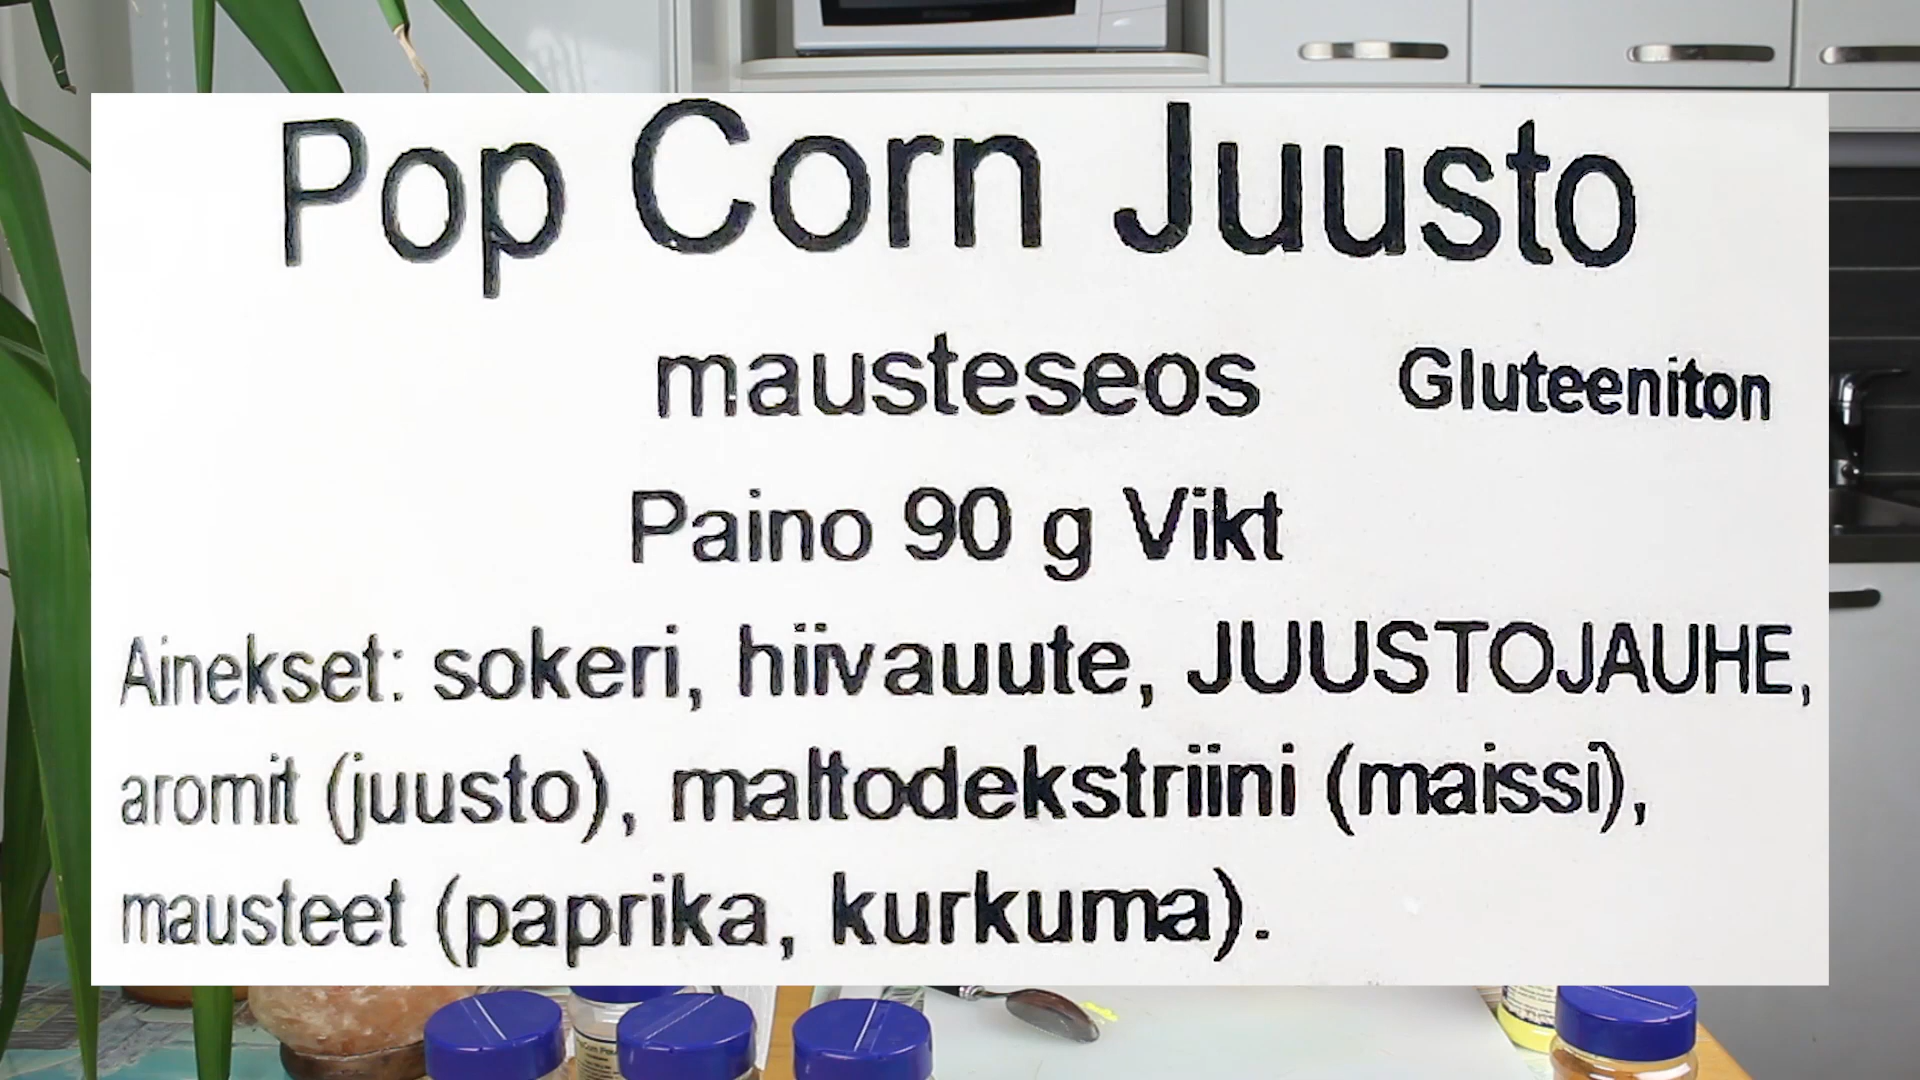 Pop Corn Juusto
mausteseos Gluteeniton
Paino 90 g Vikt
Ainekset: sokeri, hiivauute, JUUSTOJAUHE,
aromit (juusto), maltodekstriini (maissi),
mausteet (paprika, kurkuma).